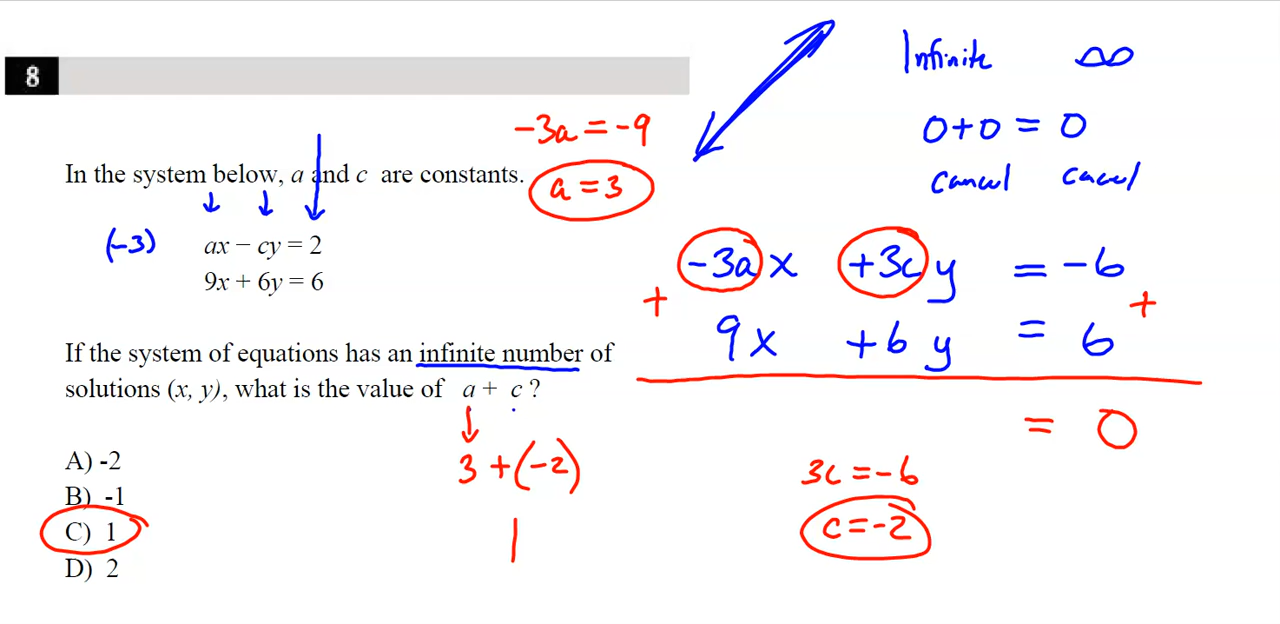 8
Infinite ∞
-3a = -9
0+0 = 0
In the system below, a and c are constants.
a = 3
cancel cancel
(-3) ax − cy = 2
9x + 6y = 6
-3a x +3c y = -6
+ +
9x +6y = 6
If the system of equations has an infinite number of
solutions (x, y), what is the value of a + c ?
= 0
3 + (-2)
3c = -6
A) -2
B) -1
C) 1
1
c = -2
D) 2